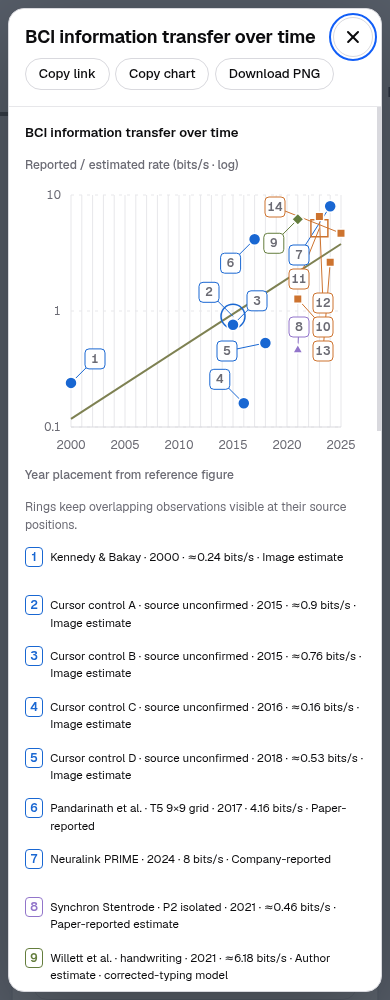 BCI information transfer over time
Copy link
Copy chart
Download PNG
BCI information transfer over time
Reported / estimated rate (bits/s · log)
10
1
0.1
14
9
7
6
11
2
3
12
8
10
5
13
1
4
2000
2005
2010
2015
2020
2025
Year placement from reference figure
Rings keep overlapping observations visible at their source
positions.
1 Kennedy & Bakay · 2000 · ≈0.24 bits/s · Image estimate
2 Cursor control A · source unconfirmed · 2015 · ≈0.9 bits/s ·
Image estimate
3 Cursor control B · source unconfirmed · 2015 · ≈0.76 bits/s ·
Image estimate
4 Cursor control C · source unconfirmed · 2016 · ≈0.16 bits/s ·
Image estimate
5 Cursor control D · source unconfirmed · 2018 · ≈0.53 bits/s ·
Image estimate
6 Pandarinath et al. · T5 9×9 grid · 2017 · 4.16 bits/s · Paper-
reported
7 Neuralink PRIME · 2024 · 8 bits/s · Company-reported
8 Synchron Stentrode · P2 isolated · 2021 · ≈0.46 bits/s ·
Paper-reported estimate
9 Willett et al. · handwriting · 2021 · ≈6.18 bits/s · Author
estimate · corrected-typing model